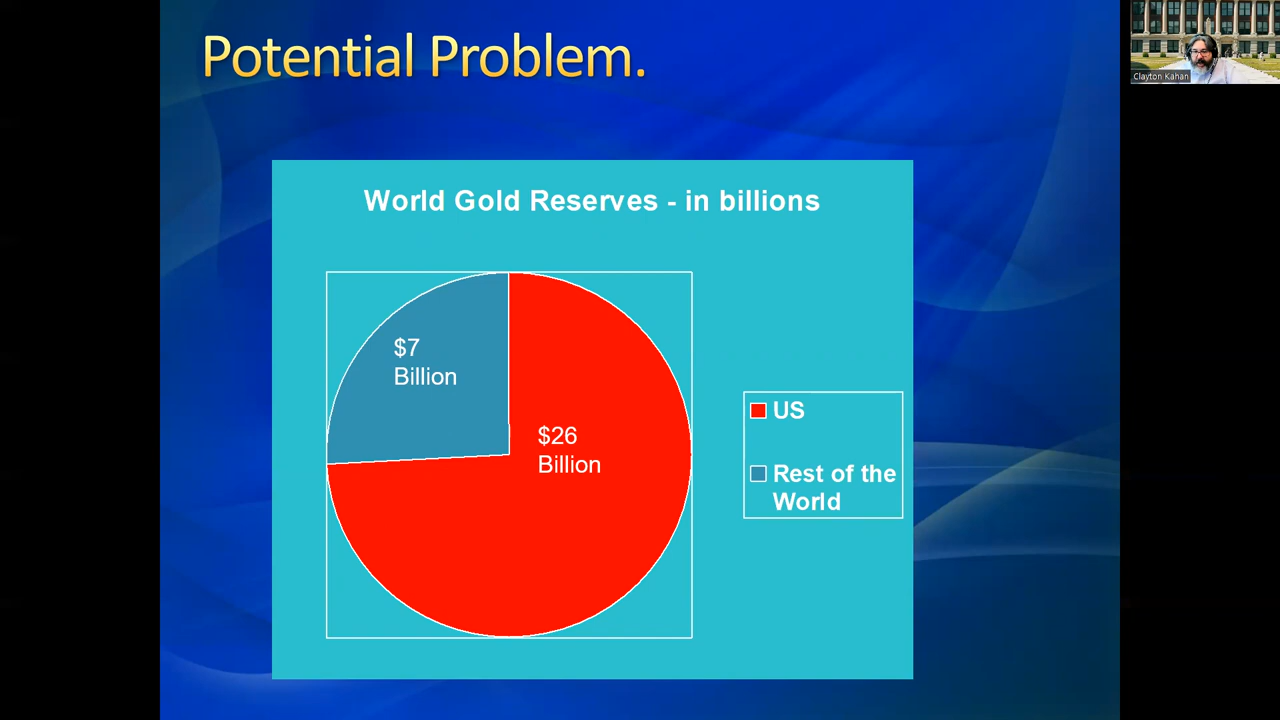 Potential Problem.
Clayton Kahan
World Gold Reserves - in billions
$7
Billion
$26
Billion
US
Rest of the
World